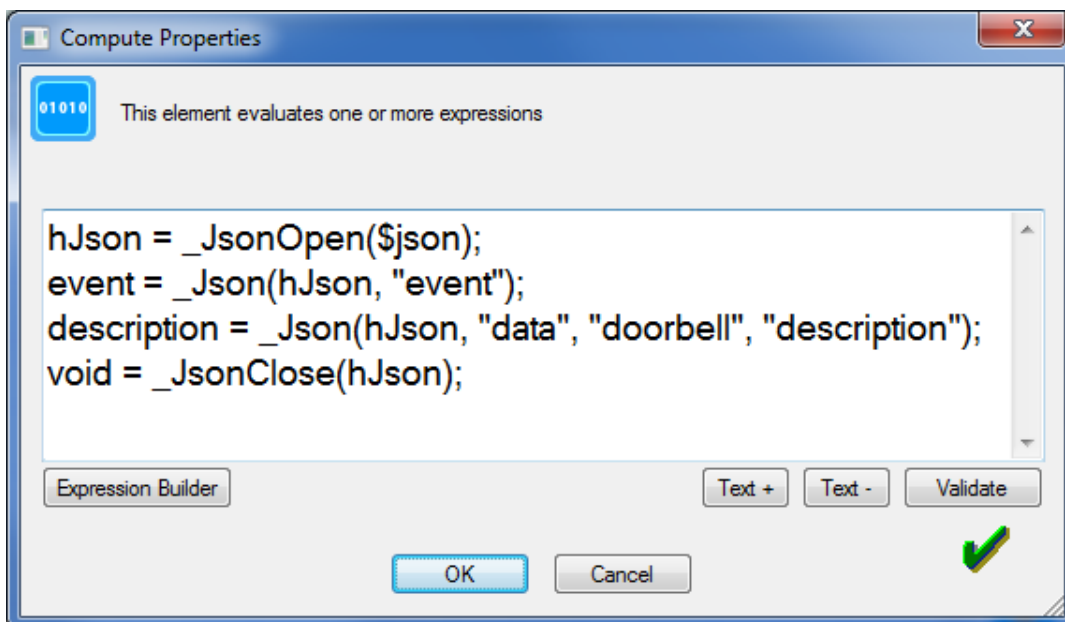 Compute Properties
01010
This element evaluates one or more expressions
hJson = _JsonOpen($json);
event = _Json(hJson, "event");
description = _Json(hJson, "data", "doorbell", "description");
void = _JsonClose(hJson);
Expression Builder
Text +
Text -
Validate
OK
Cancel